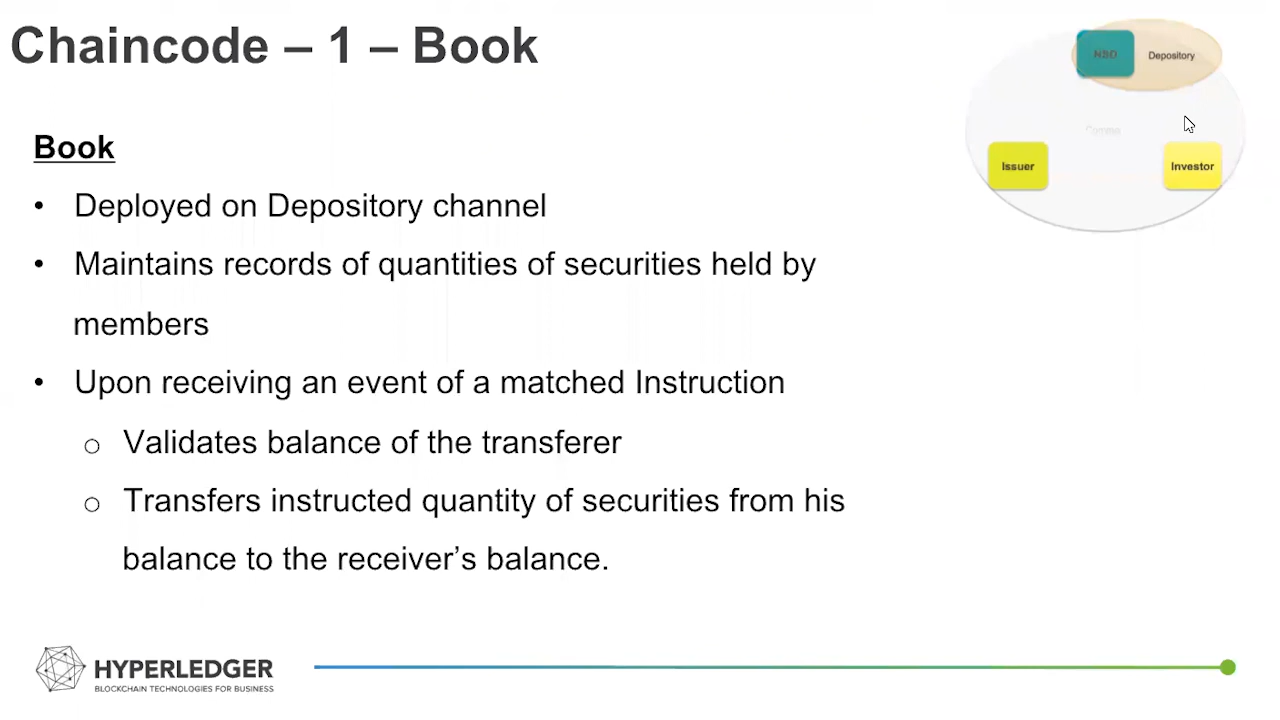 Chaincode – 1 – Book
NSD
Depository
Issuer
Investor
Book
• Deployed on Depository channel
• Maintains records of quantities of securities held by
members
• Upon receiving an event of a matched Instruction
o Validates balance of the transferer
o Transfers instructed quantity of securities from his
balance to the receiver’s balance.
HYPERLEDGER
BLOCKCHAIN TECHNOLOGIES FOR BUSINESS